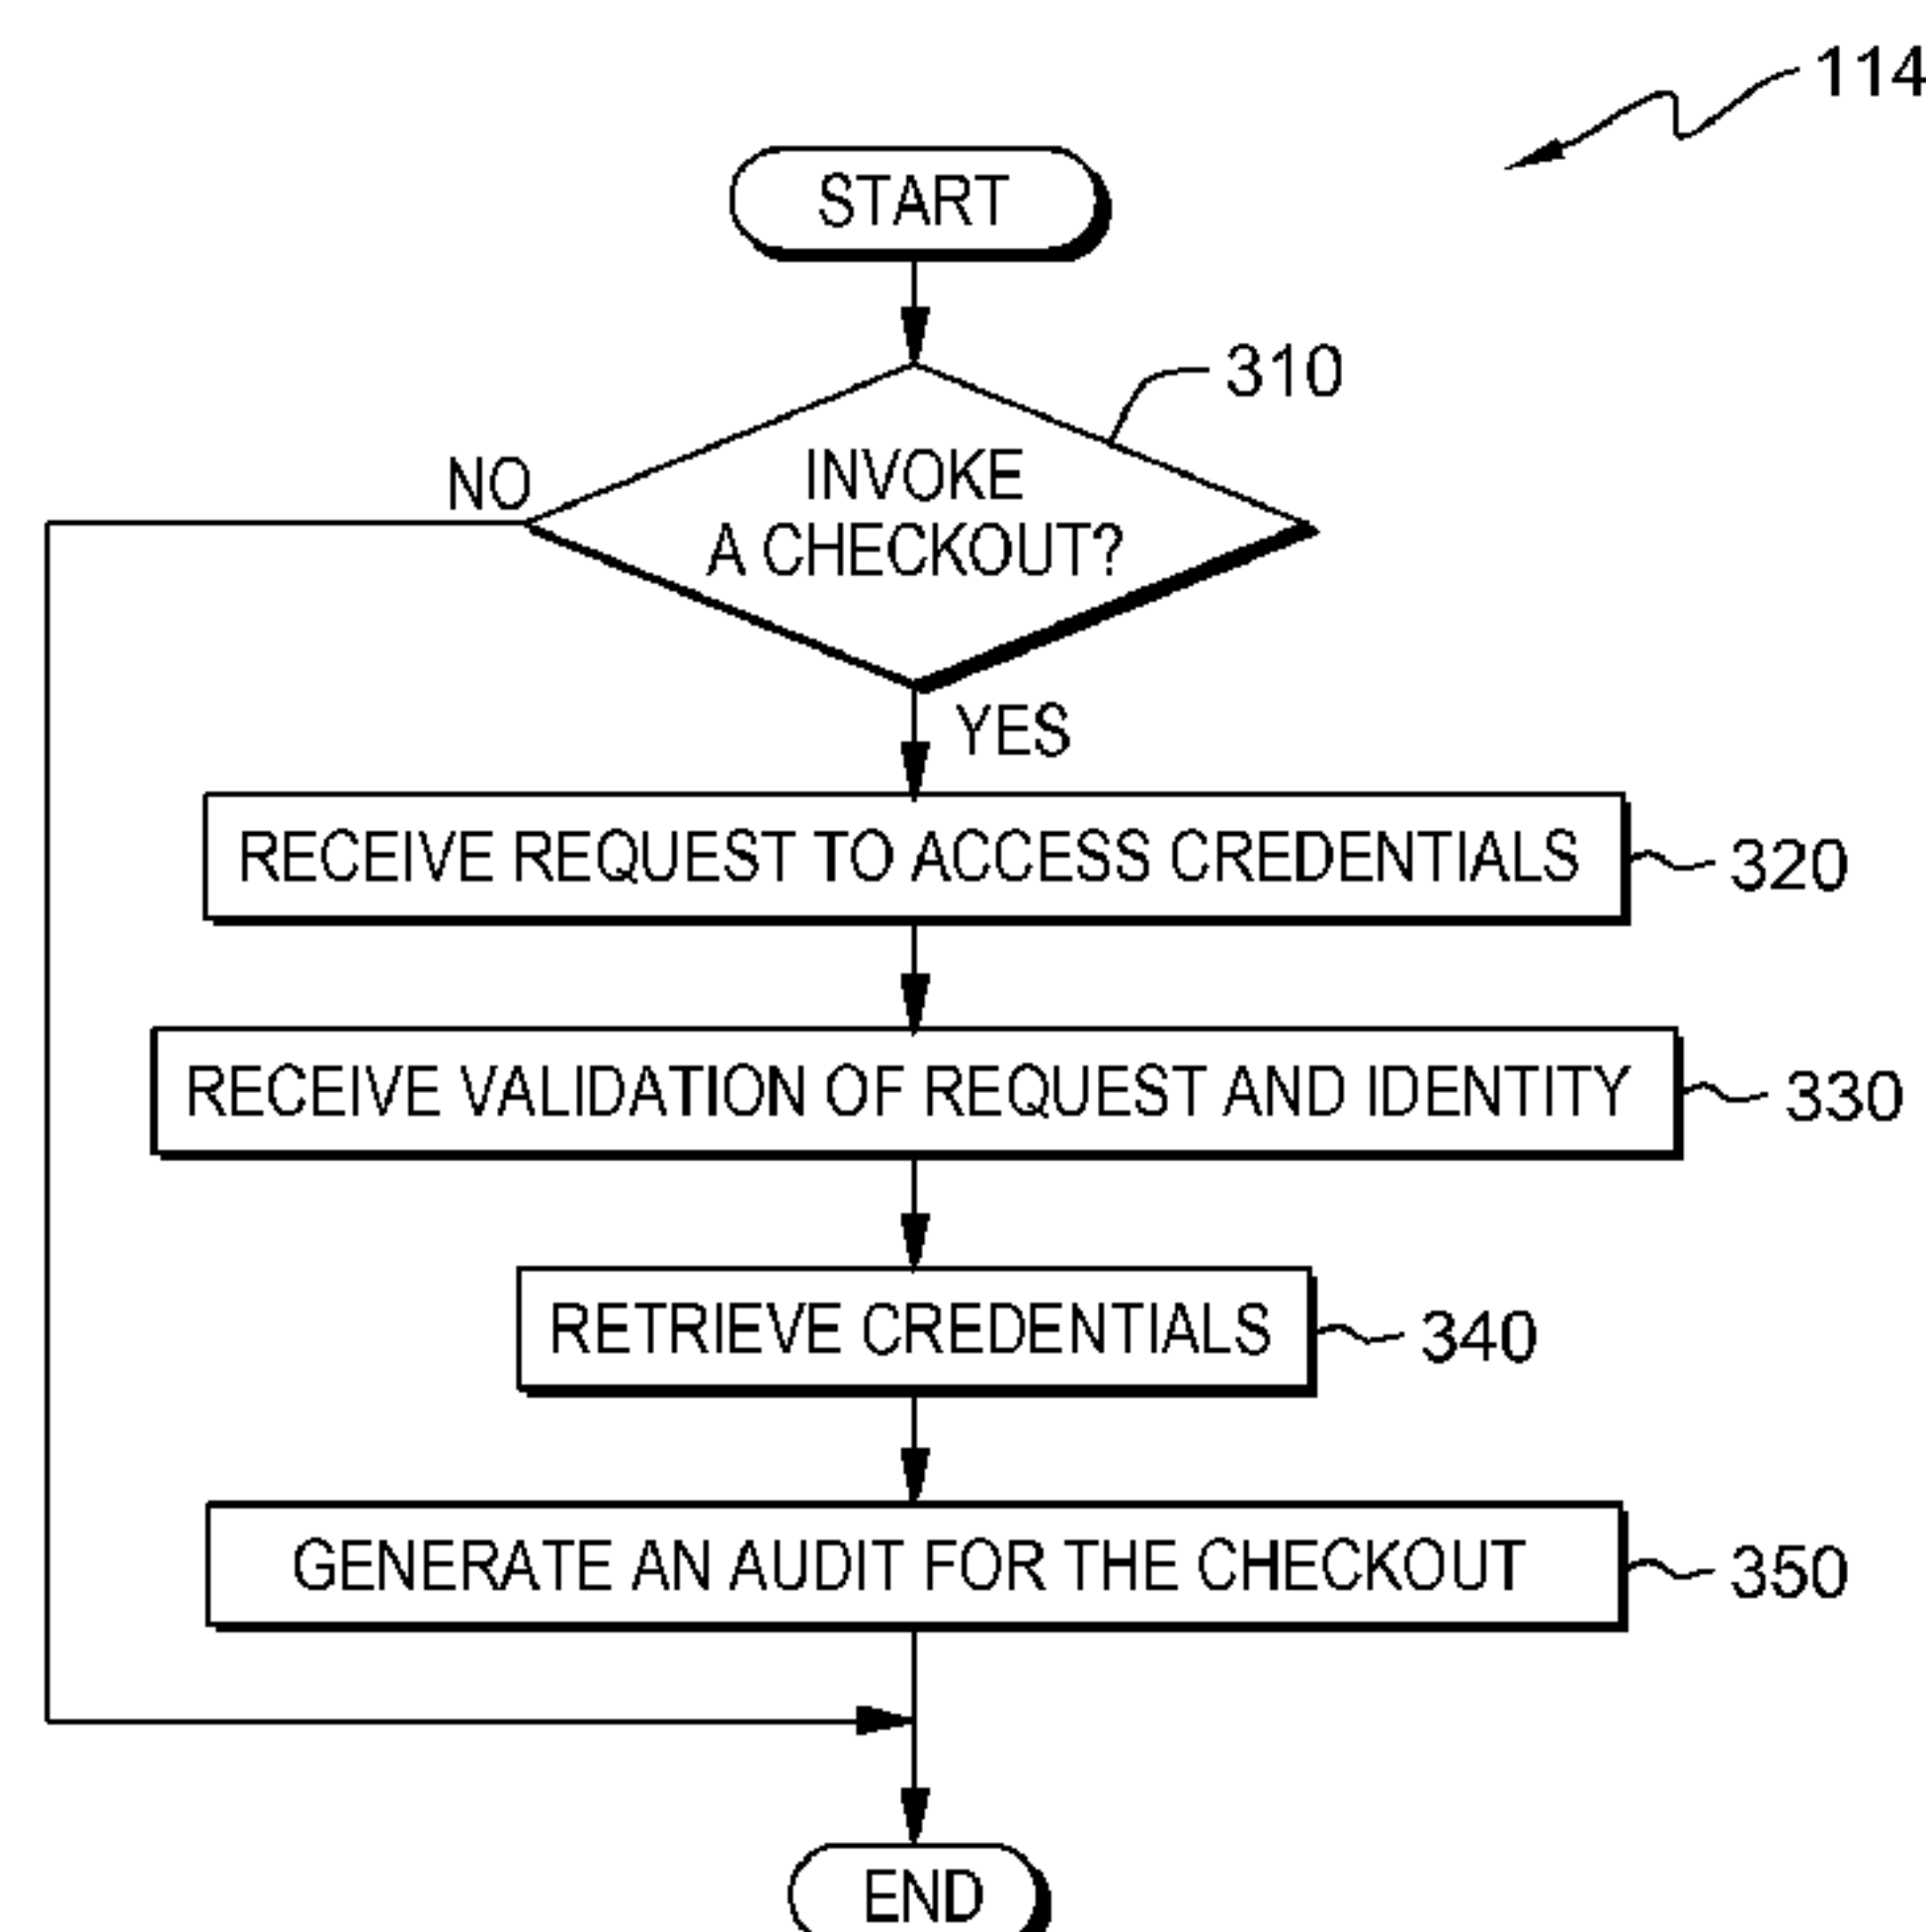 114
START
310
INVOKE
A CHECKOUT?
NO
YES
RECEIVE REQUEST TO ACCESS CREDENTIALS
320
RECEIVE VALIDATION OF REQUEST AND IDENTITY
330
RETRIEVE CREDENTIALS
340
GENERATE AN AUDIT FOR THE CHECKOUT
350
END